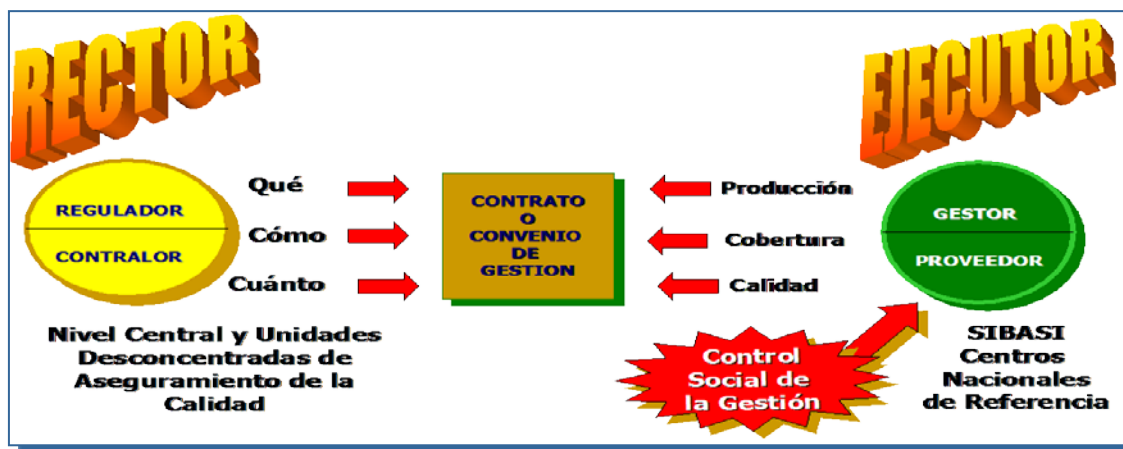 RECTOR
REGULADOR
CONTRALOR
Qué
Cómo
Cuánto
Nivel Central y Unidades
Desconcentradas de
Aseguramiento de la
Calidad
CONTRATO
O
CONVENIO
DE
GESTION
EJECUTOR
Producción
Cobertura
Calidad
GESTOR
PROVEEDOR
Control
Social de
la Gestión
SIBASI
Centros
Nacionales
de Referencia